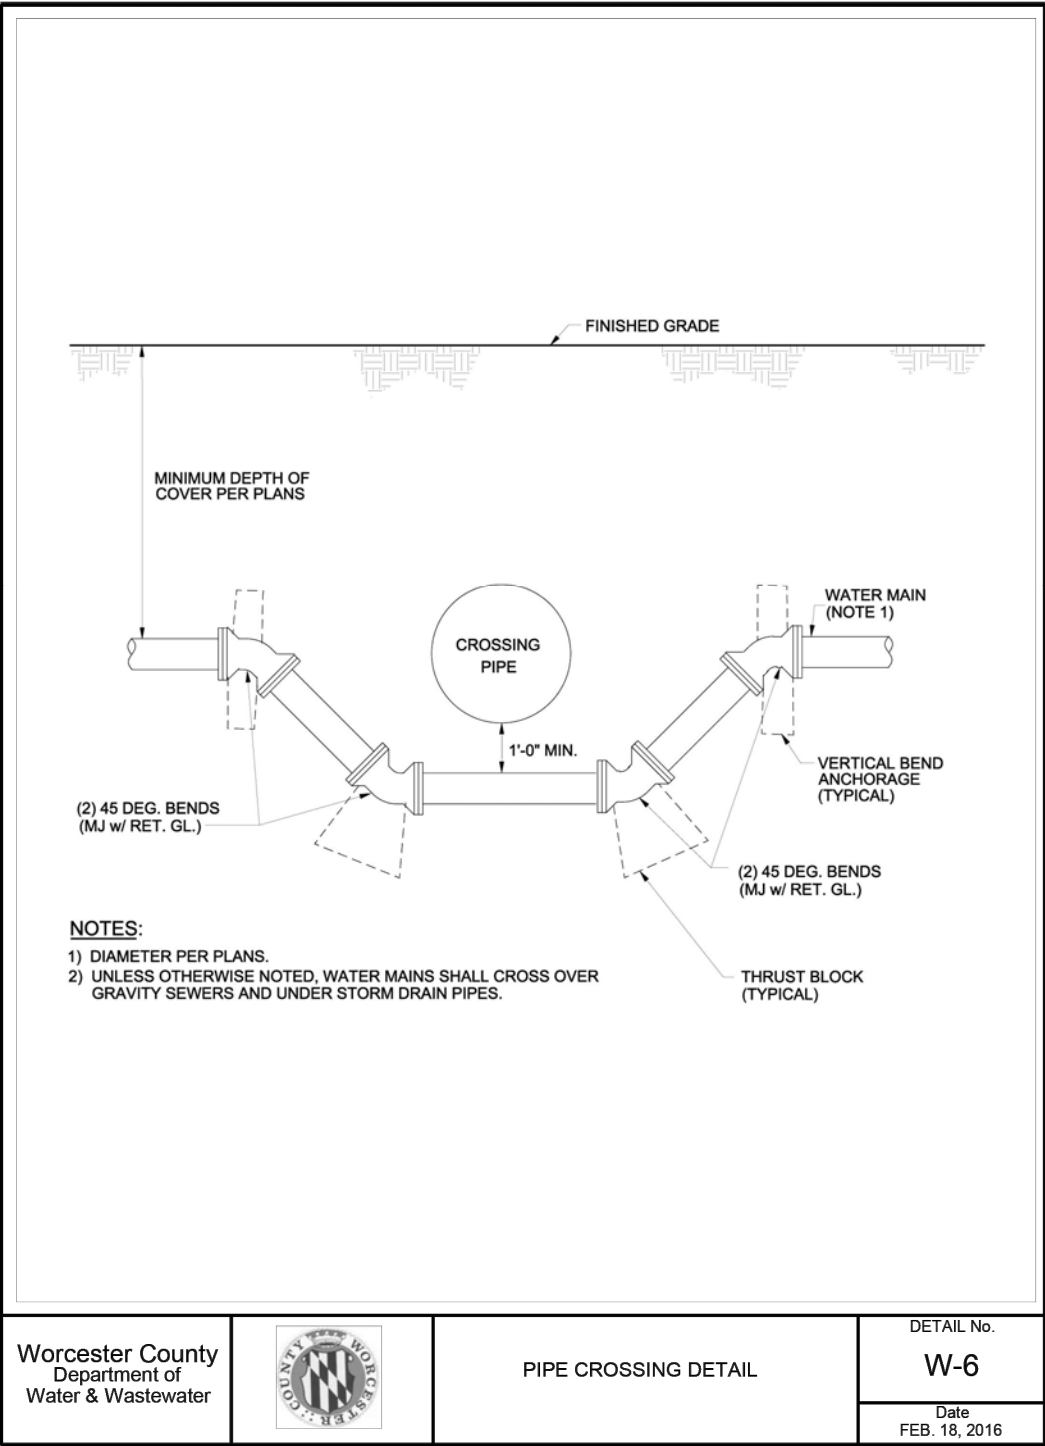 FINISHED GRADE
MINIMUM DEPTH OF
COVER PER PLANS
WATER MAIN
(NOTE 1)
CROSSING
PIPE
1'-0" MIN.
VERTICAL BEND
ANCHORAGE
(TYPICAL)
(2) 45 DEG. BENDS
(MJ w/ RET. GL.)
(2) 45 DEG. BENDS
(MJ w/ RET. GL.)
NOTES:
1) DIAMETER PER PLANS.
2) UNLESS OTHERWISE NOTED, WATER MAINS SHALL CROSS OVER
GRAVITY SEWERS AND UNDER STORM DRAIN PIPES.
THRUST BLOCK
(TYPICAL)
Worcester County
Department of
Water & Wastewater
COUNTY WORCESTER
PIPE CROSSING DETAIL
DETAIL No.
W-6
Date
FEB. 18, 2016